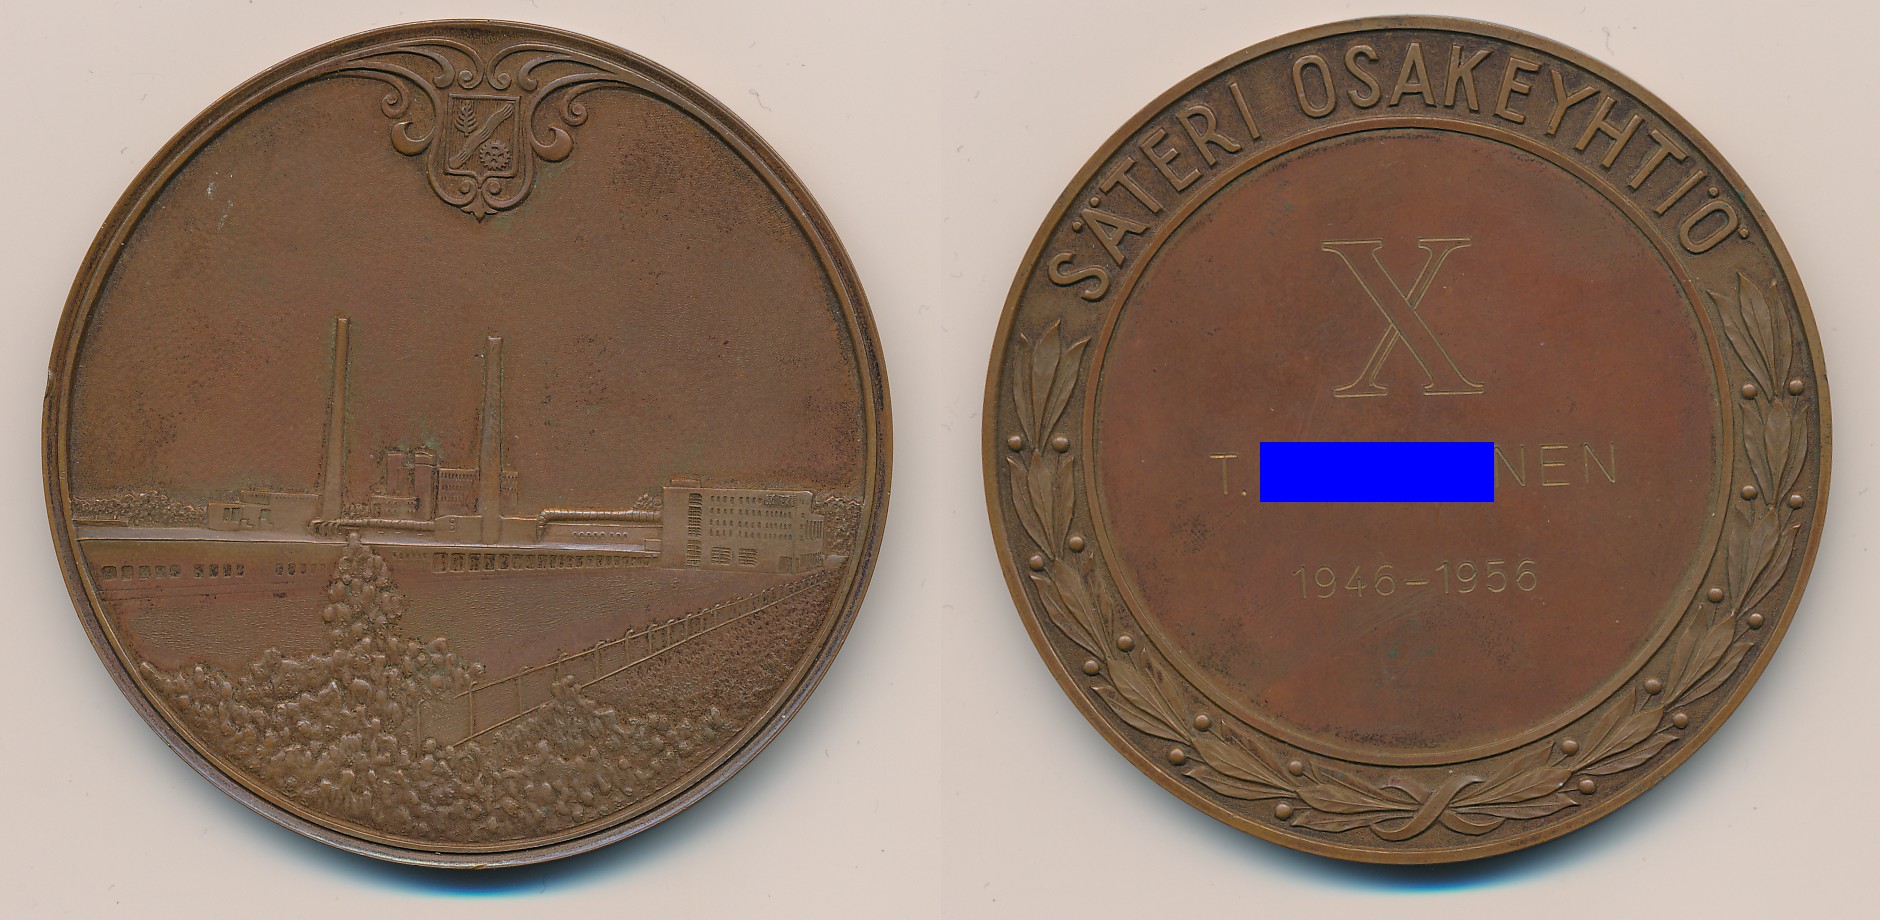 SÄTERI OSAKEYHTIÖ
X
T. NEN
1946-1956